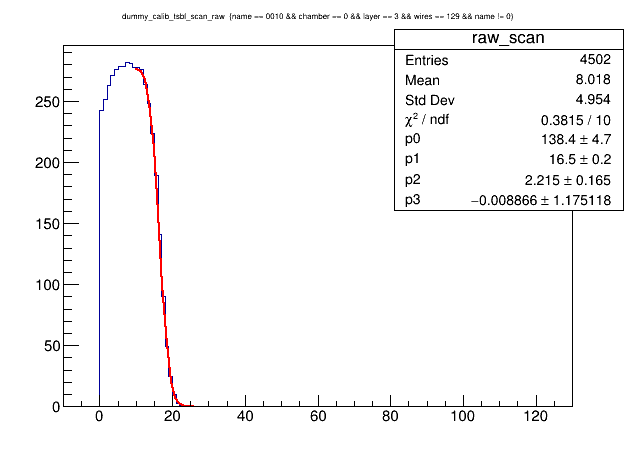 dummy_calib_tsbl_scan_raw {name == 0010 && chamber == 0 && layer == 3 && wires == 129 && name != 0}
raw_scan
Entries 4502
Mean 8.018
Std Dev 4.954
χ² / ndf 0.3815 / 10
p0 138.4 ± 4.7
p1 16.5 ± 0.2
p2 2.215 ± 0.165
p3 −0.008866 ± 1.175118
250
200
150
100
50
0
0 20 40 60 80 100 120